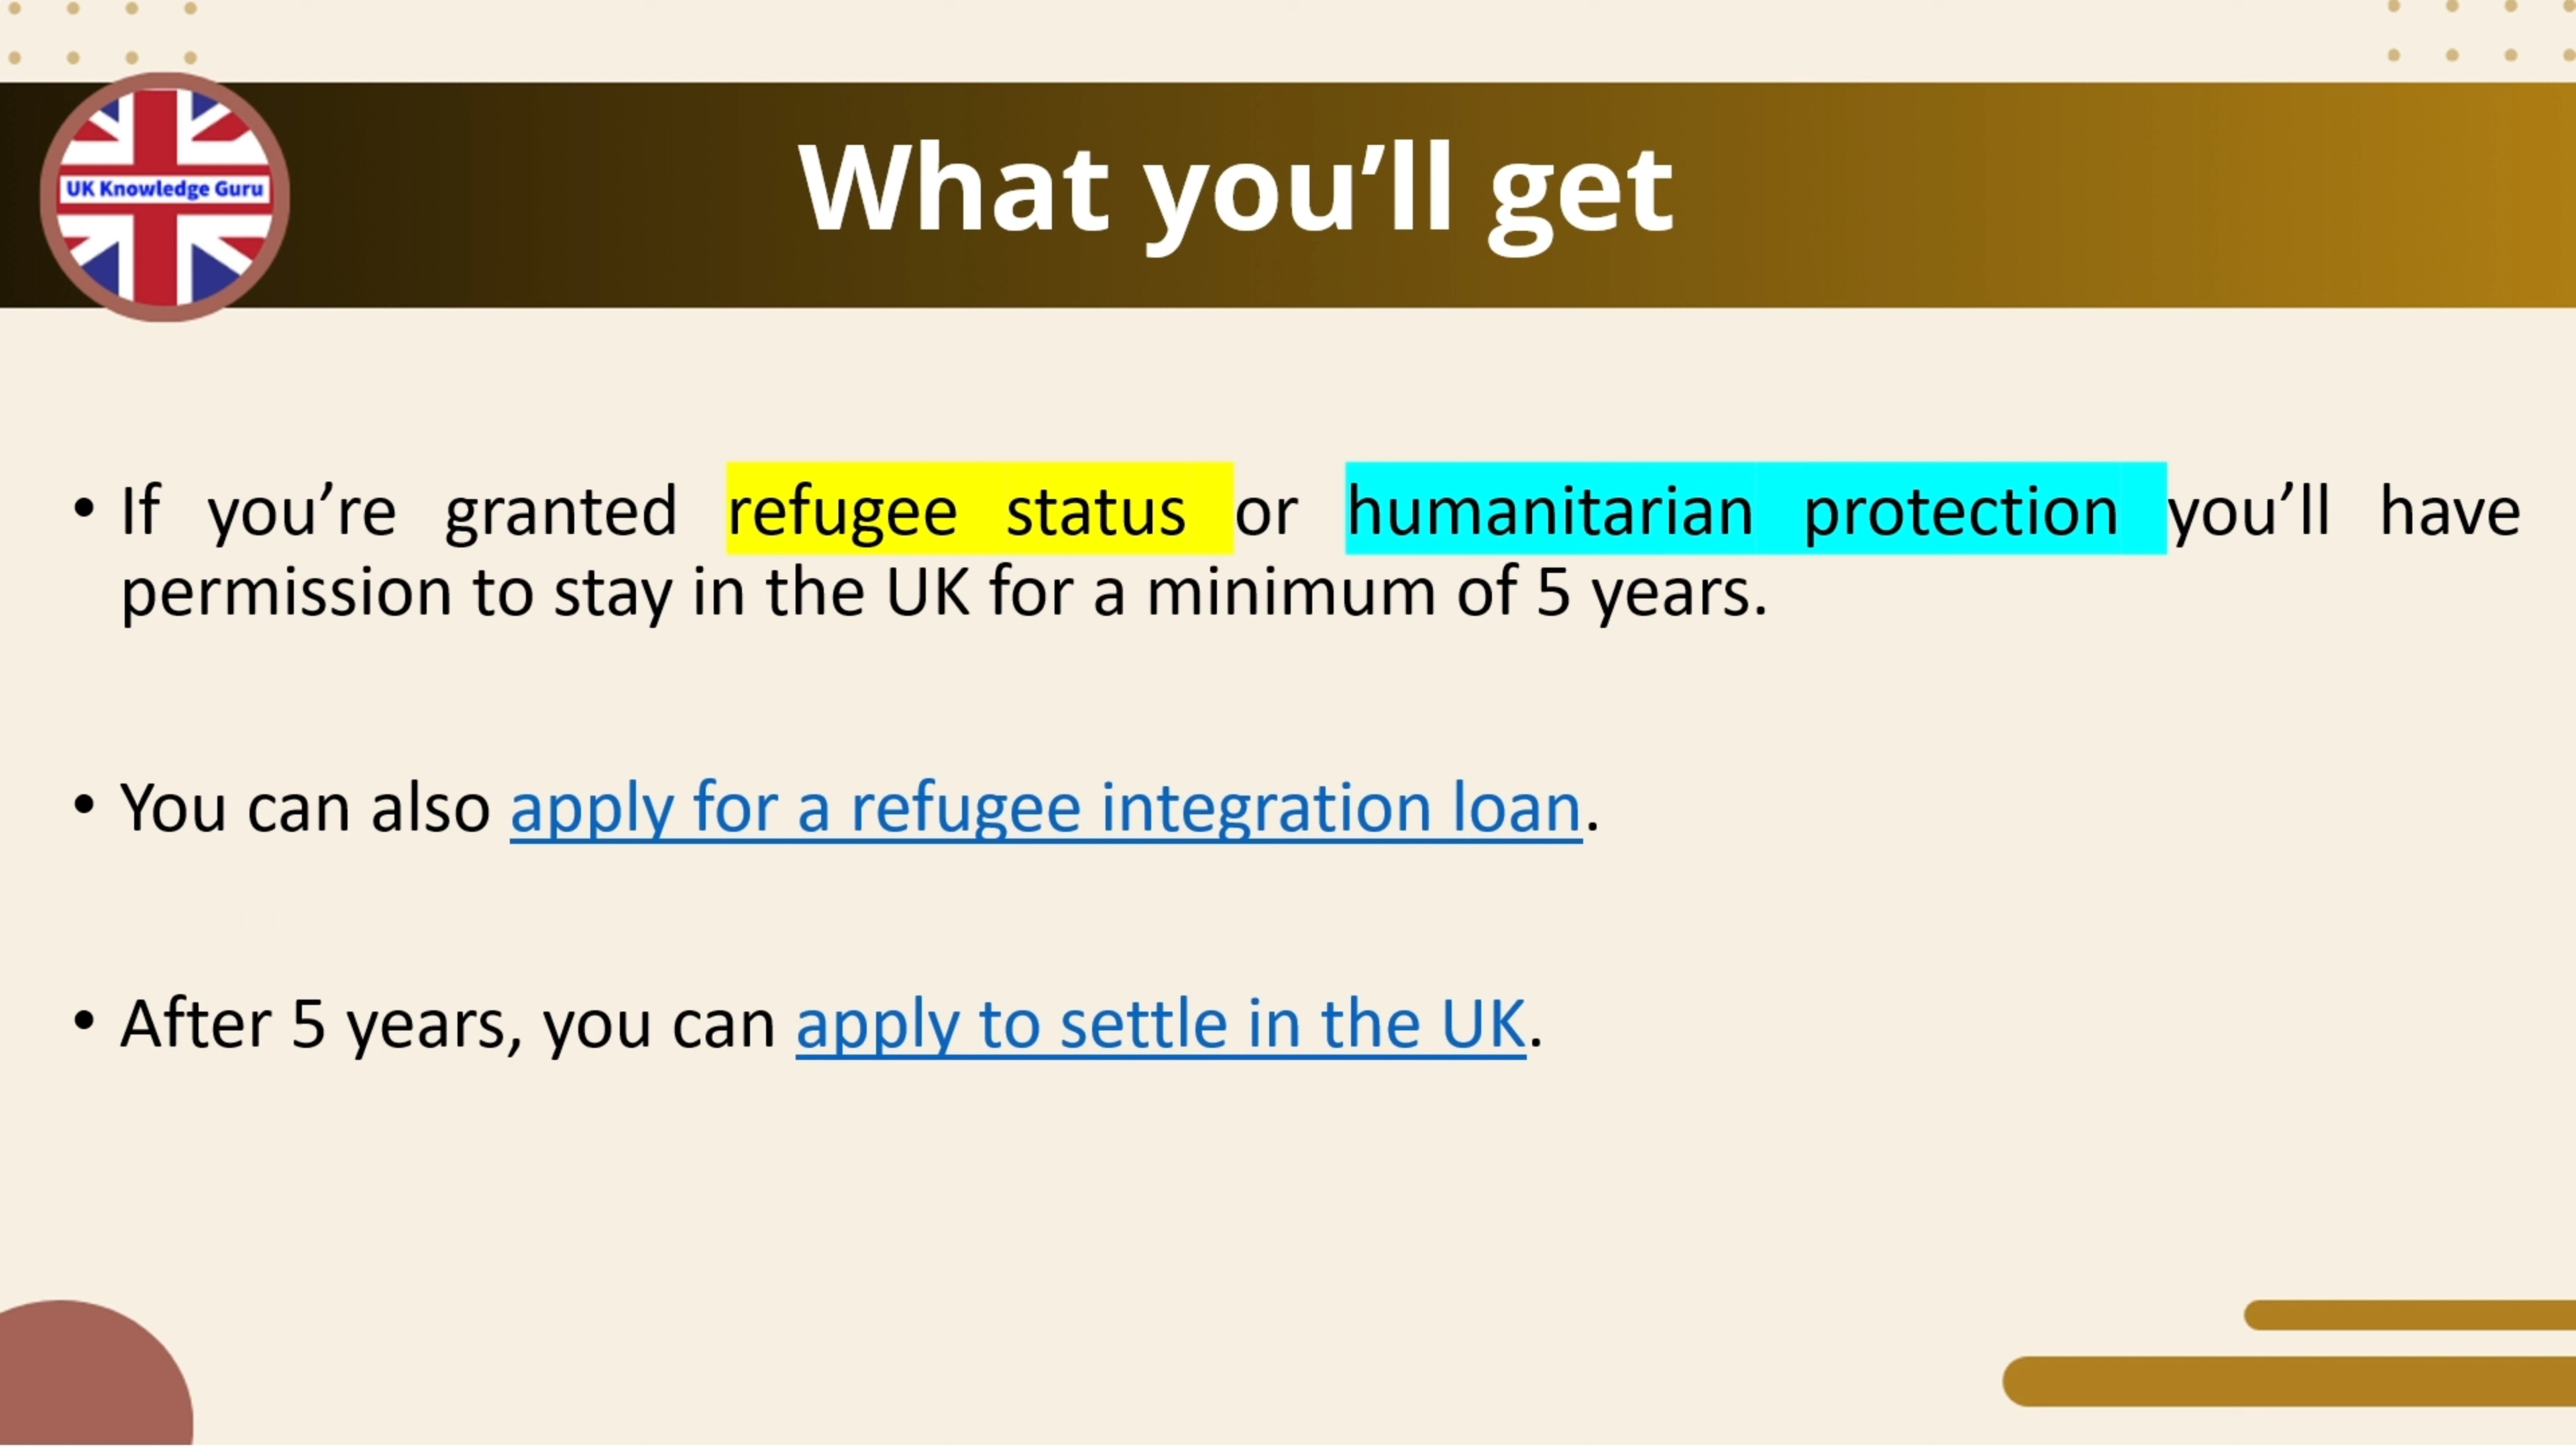 What you’ll get
UK Knowledge Guru
• If you’re granted refugee status or humanitarian protection you’ll have
permission to stay in the UK for a minimum of 5 years.
• You can also apply for a refugee integration loan.
• After 5 years, you can apply to settle in the UK.